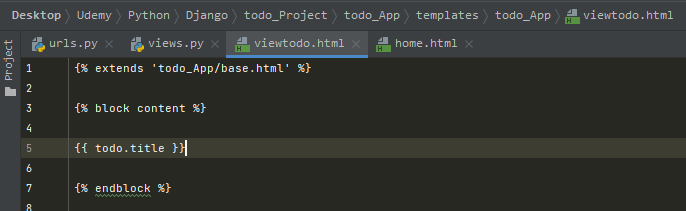 Desktop Udemy Python Django todo_Project todo_App templates todo_App viewtodo.html
urls.py views.py viewtodo.html home.html
Project
1 {% extends 'todo_App/base.html' %}
2
3 {% block content %}
4
5 {{ todo.title }}
6
7 {% endblock %}
8